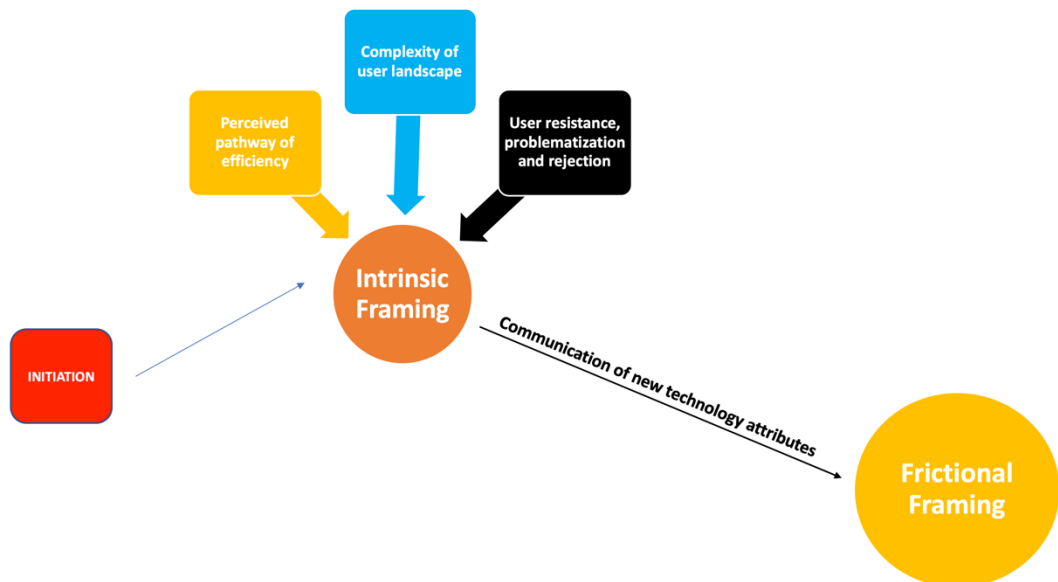 Complexity of
user landscape
Perceived
pathway of
efficiency
User resistance,
problematization
and rejection
Intrinsic
Framing
INITIATION
Communication of new technology attributes
Frictional
Framing